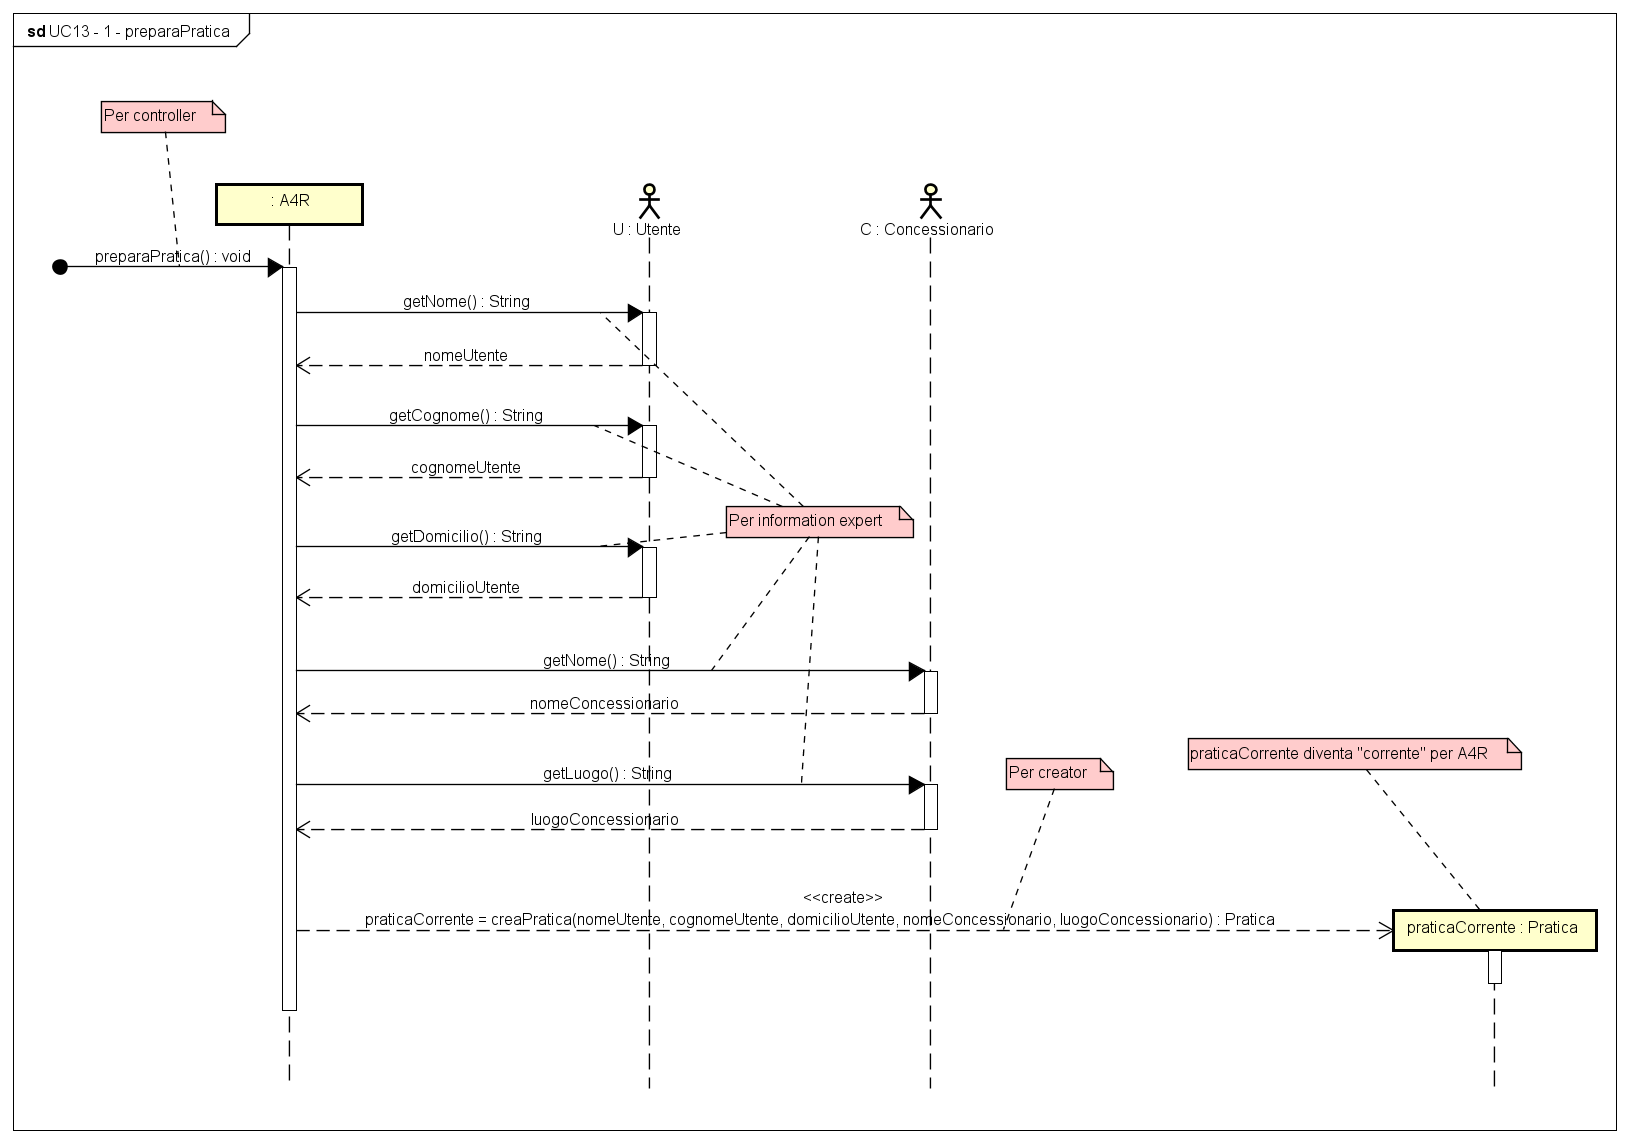 sd UC13 - 1 - preparaPratica
Per controller
: A4R
U : Utente
C : Concessionario
preparaPratica() : void
getNome() : String
nomeUtente
getCognome() : String
cognomeUtente
Per information expert
getDomicilio() : String
domicilioUtente
getNome() : String
nomeConcessionario
praticaCorrente diventa "corrente" per A4R
getLuogo() : String
Per creator
luogoConcessionario
<<create>>
praticaCorrente = creaPratica(nomeUtente, cognomeUtente, domicilioUtente, nomeConcessionario, luogoConcessionario) : Pratica
praticaCorrente : Pratica